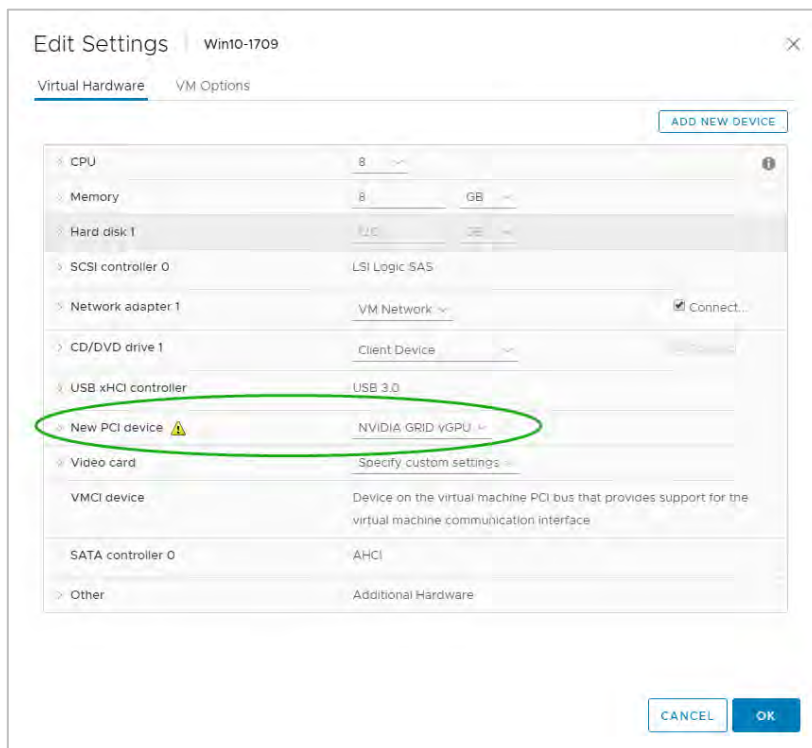 Edit Settings Win10-1709
Virtual Hardware VM Options
ADD NEW DEVICE
CPU 8
Memory 8 GB
Hard disk 1 GB
SCSI controller 0 LSI Logic SAS
Network adapter 1 VM Network Connect...
CD/DVD drive 1 Client Device
USB xHCI controller USB 3.0
New PCI device NVIDIA GRID vGPU
Video card Specify custom settings
VMCI device Device on the virtual machine PCI bus that provides support for the
virtual machine communication interface
SATA controller 0 AHCI
Other Additional Hardware
CANCEL OK